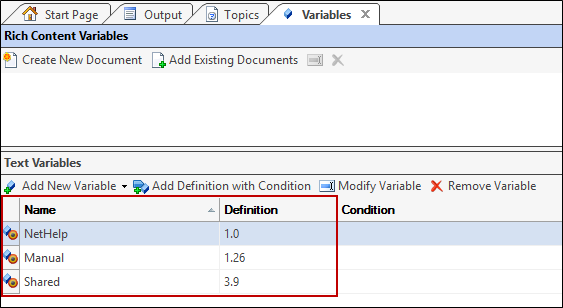 Start Page Output Topics Variables
Rich Content Variables
Create New Document Add Existing Documents
Text Variables
Add New Variable Add Definition with Condition Modify Variable Remove Variable
Name Definition Condition
NetHelp 1.0
Manual 1.26
Shared 3.9